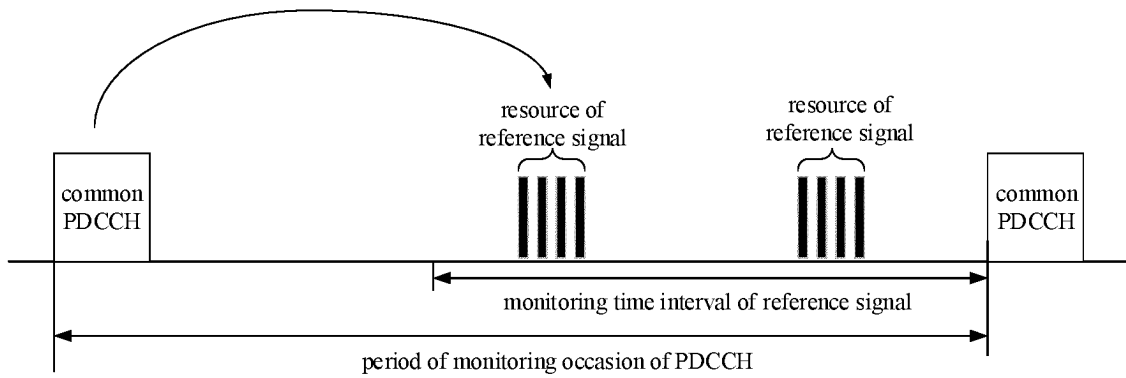 resource of
reference signal
resource of
reference signal
common
PDCCH
common
PDCCH
monitoring time interval of reference signal
period of monitoring occasion of PDCCH